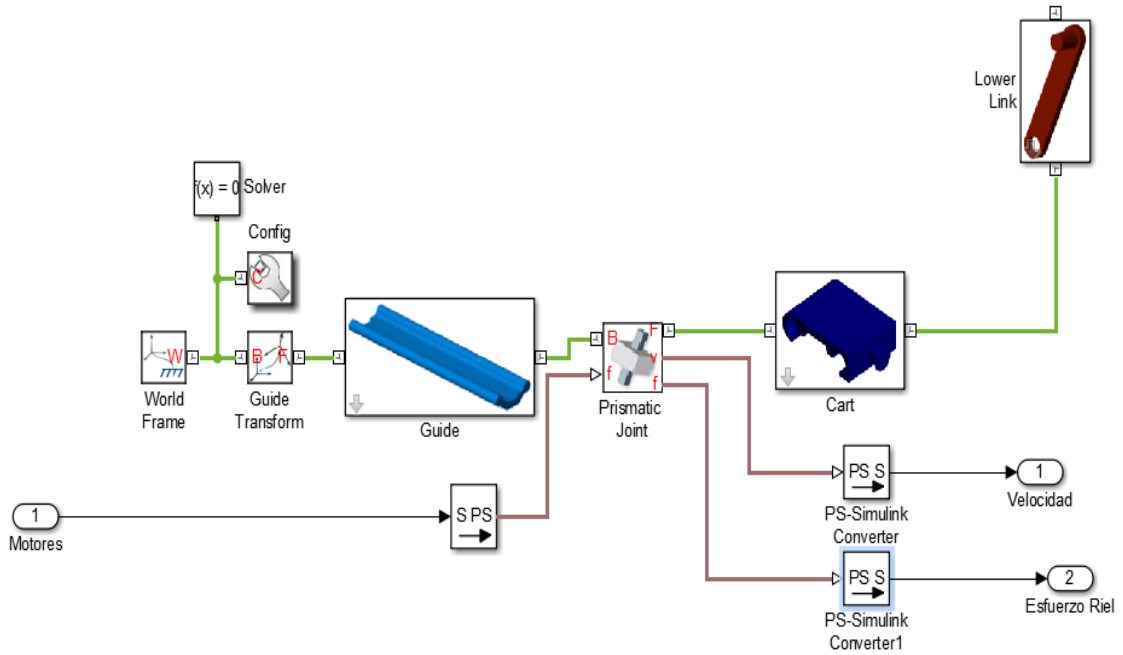 Lower
Link
f(x) = 0 Solver
Config
C
W
B F
B
F
f
v
f
World
Frame
Guide
Transform
Guide
Prismatic
Joint
Cart
1
Motores
S PS
PS S
PS-Simulink
Converter
1
Velocidad
PS S
PS-Simulink
Converter1
2
Esfuerzo Riel